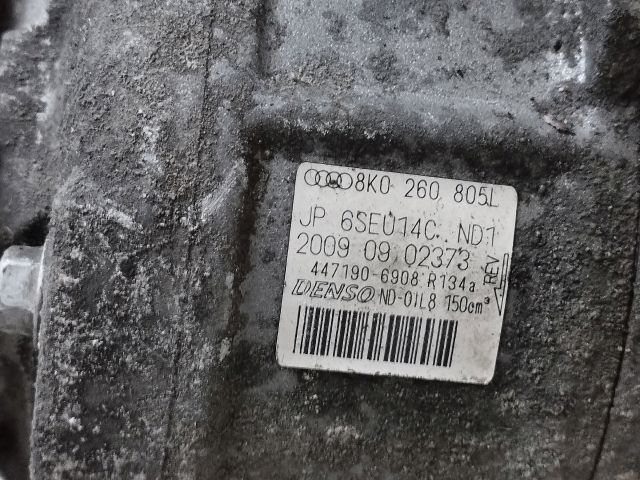 8K0 260 805L
JP 6SEU14C ND1
2009 09 02373
447190-6908 R134a
DENSO ND-OIL8 150cm³
REV